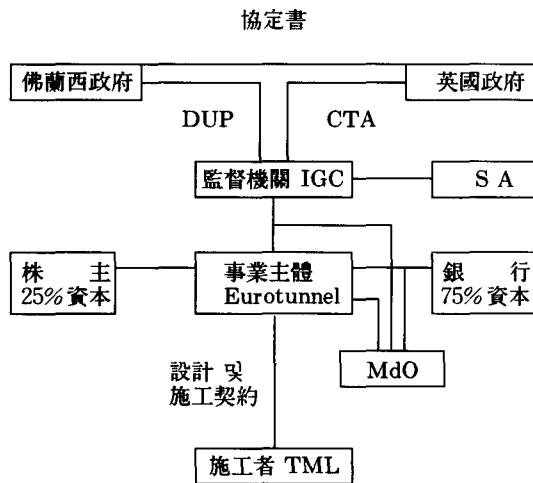 協定書
佛蘭西政府
英國政府
DUP
CTA
監督機關 IGC
S A
株 主
25% 資本
事業主體
Eurotunnel
銀 行
75% 資本
MdO
設計 및
施工契約
施工者 TML